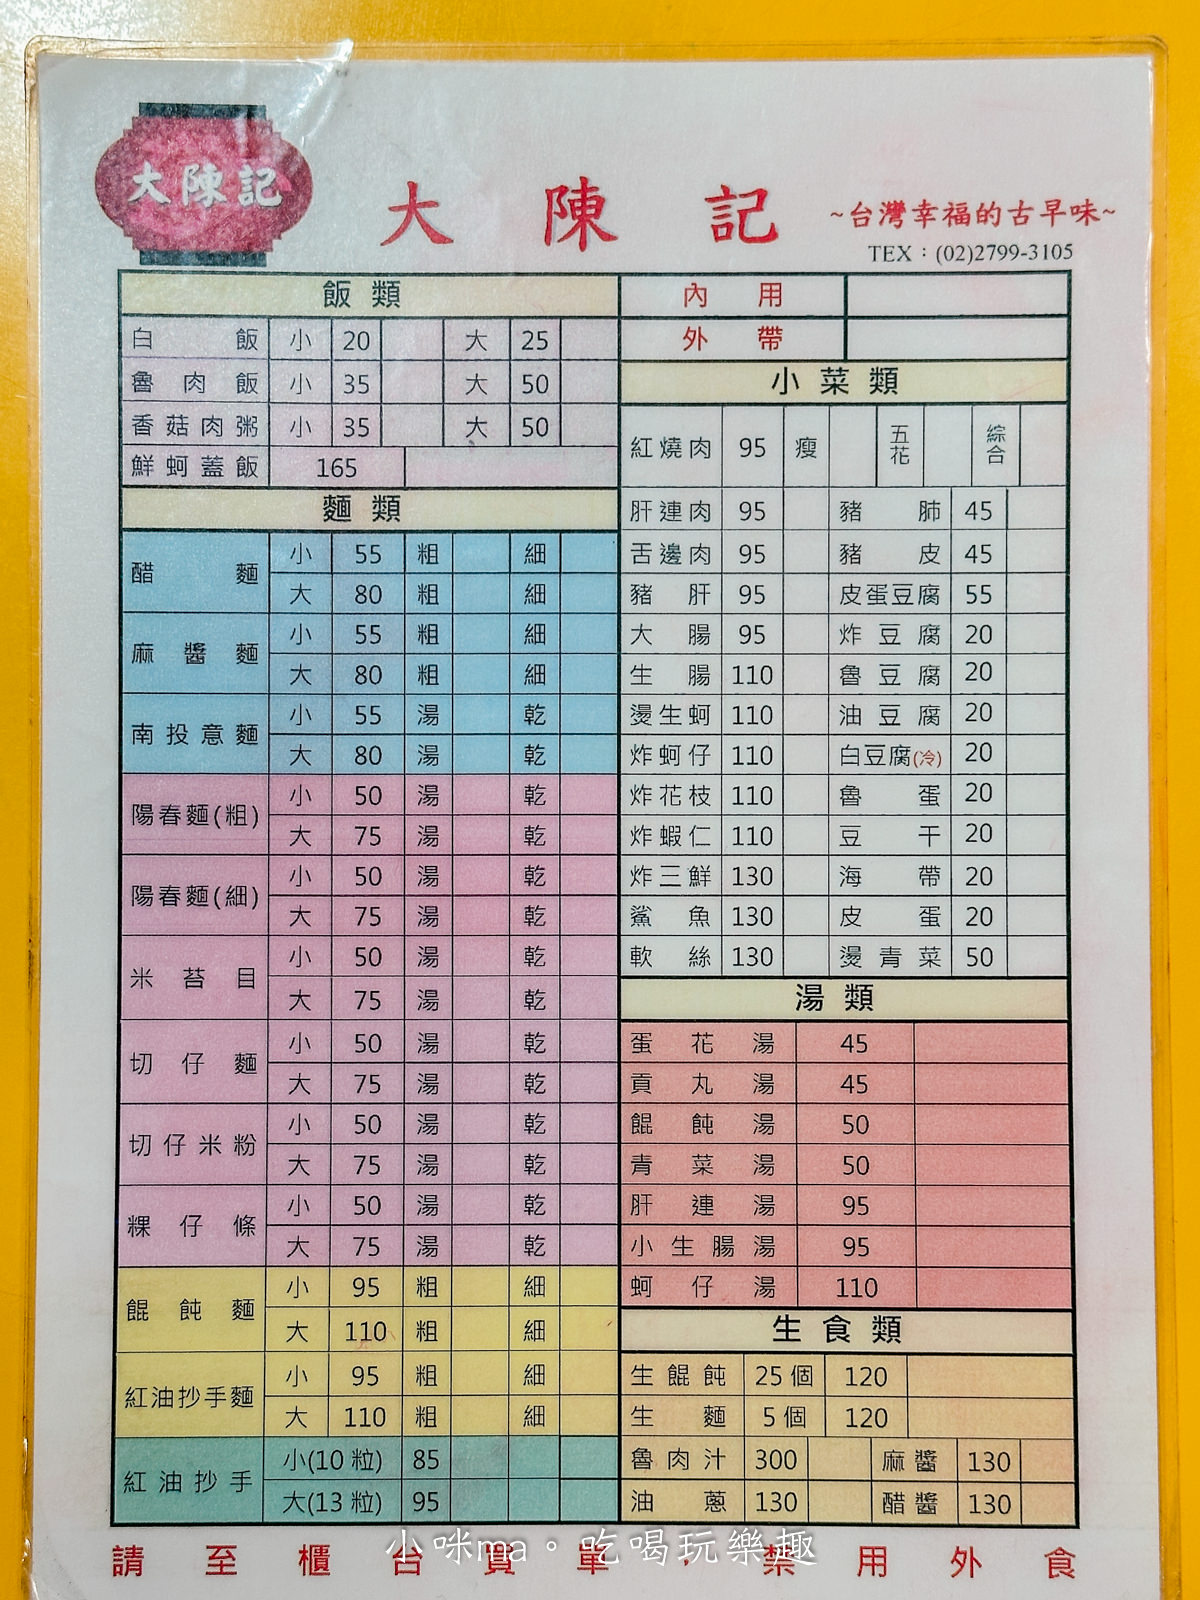 大陳記
大陳記
~台灣幸福的古早味~
TEX：(02)2799-3105
飯類
白飯 小 20 大 25
魯肉飯 小 35 大 50
香菇肉粥 小 35 大 50
鮮蚵蓋飯 165
麵類
醋麵 小 55 粗 細
大 80 粗 細
麻醬麵 小 55 粗 細
大 80 粗 細
南投意麵 小 55 湯 乾
大 80 湯 乾
陽春麵(粗) 小 50 湯 乾
大 75 湯 乾
陽春麵(細) 小 50 湯 乾
大 75 湯 乾
米苔目 小 50 湯 乾
大 75 湯 乾
切仔麵 小 50 湯 乾
大 75 湯 乾
切仔米粉 小 50 湯 乾
大 75 湯 乾
粿仔條 小 50 湯 乾
大 75 湯 乾
餛飩麵 小 95 粗 細
大 110 粗 細
紅油抄手麵 小 95 粗 細
大 110 粗 細
紅油抄手 小(10粒) 85
大(13粒) 95
內用
外帶
小菜類
紅燒肉 95 瘦 五花 綜合
肝連肉 95 豬肺 45
舌邊肉 95 豬皮 45
豬肝 95 皮蛋豆腐 55
大腸 95 炸豆腐 20
生腸 110 魯豆腐 20
燙生蚵 110 油豆腐 20
炸蚵仔 110 白豆腐(冷) 20
炸花枝 110 魯蛋 20
炸蝦仁 110 豆干 20
炸三鮮 130 海帶 20
鯊魚 130 皮蛋 20
軟絲 130 燙青菜 50
湯類
蛋花湯 45
貢丸湯 45
餛飩湯 50
青菜湯 50
肝連湯 95
小生腸湯 95
蚵仔湯 110
生食類
生餛飩 25個 120
生麵 5個 120
魯肉汁 300 麻醬 130
油蔥 130 醋醬 130
請至櫃台買單 禁用外食
小咪ma。吃喝玩樂趣